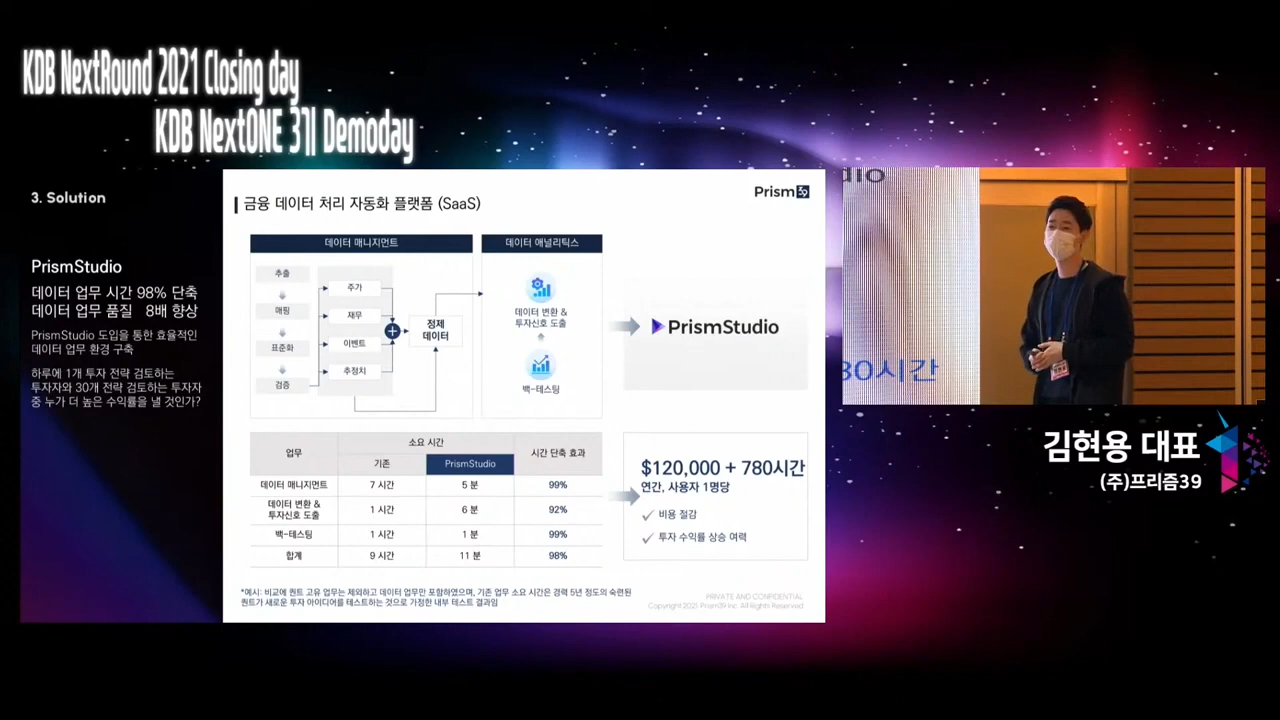 KDB NextRound 2021 Closing day
KDB NextONE 3기 Demoday
3. Solution
PrismStudio
데이터 업무 시간 98% 단축
데이터 업무 품질 8배 향상
PrismStudio 도입을 통한 효율적인
데이터 업무 환경 구축
하루에 1개 투자 전략 검토하는
투자자와 30개 전략 검토하는 투자자
중 누가 더 높은 수익률을 낼 것인가?
금융 데이터 처리 자동화 플랫폼 (SaaS)
Prism39
데이터 매니지먼트
데이터 애널리틱스
추출
매핑
표준화
검증
주가
재무
이벤트
추정치
정제
데이터
데이터 변환 &
투자신호 도출
백-테스팅
PrismStudio
업무
소요 시간
시간 단축 효과
기존
PrismStudio
데이터 매니지먼트 7 시간 5 분 99%
데이터 변환 &
투자신호 도출 1 시간 6 분 92%
백-테스팅 1 시간 1 분 99%
합계 9 시간 11 분 98%
$120,000 + 780시간
연간, 사용자 1명당
비용 절감
투자 수익률 상승 여력
*예시: 비교에 퀀트 고유 업무는 제외하고 데이터 업무만 포함하였으며, 기존 업무 소요 시간은 경력 5년 정도의 숙련된
퀀트가 새로운 투자 아이디어를 테스트하는 것으로 가정한 내부 테스트 결과임
PRIVATE AND CONFIDENTIAL
Copyright 2021 Prism39 Inc. All Rights Reserved
dio
80시간
김현용 대표
(주)프리즘39